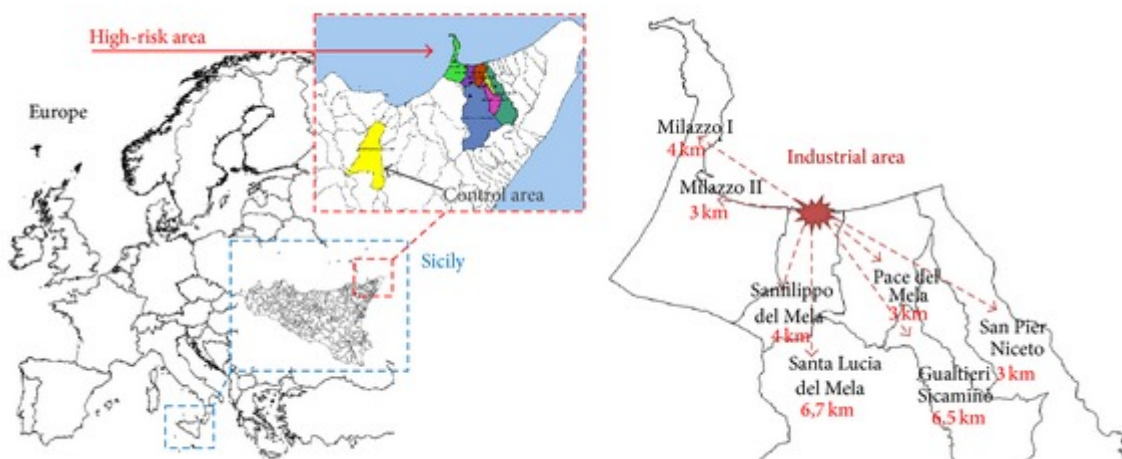 High-risk area
Europe
Control area
Sicily
Milazzo I
4 km
Industrial area
Milazzo II
3 km
Pace del
Mela
3 km
Sanfilippo
del Mela
4 km
San Pier
Niceto
3 km
Santa Lucia
del Mela
6,7 km
Gualtieri
Sicaminò
6,5 km